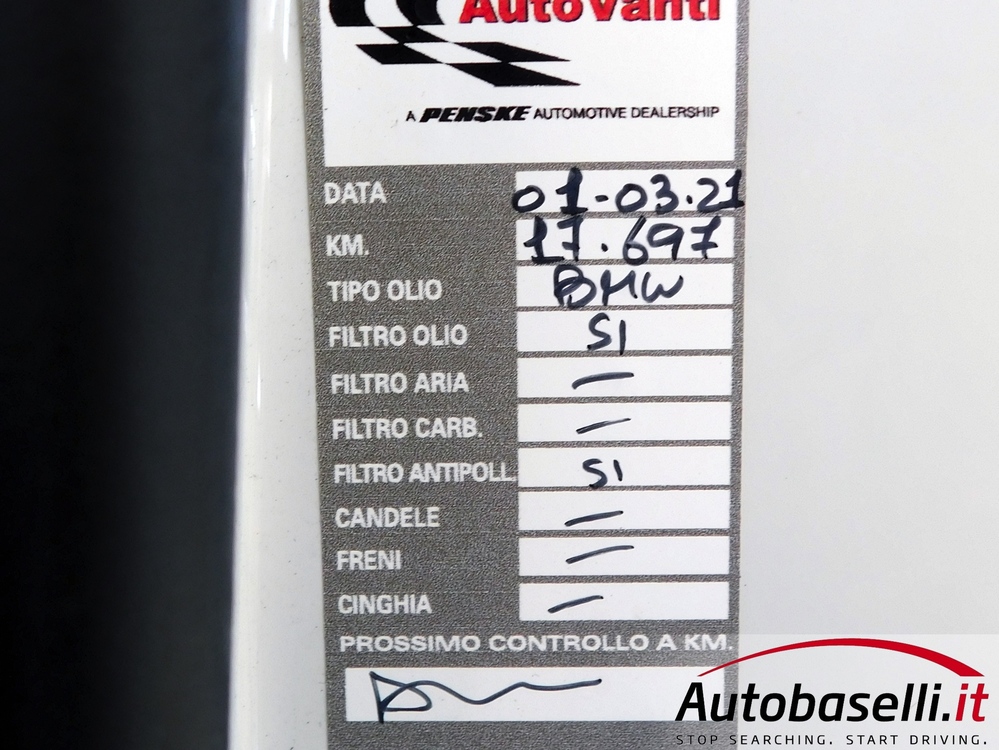 AutoVanti
A PENSKE AUTOMOTIVE DEALERSHIP
DATA 01-03.21
KM. 17.697
TIPO OLIO BMW
FILTRO OLIO SI
FILTRO ARIA —
FILTRO CARB. —
FILTRO ANTIPOLL. SI
CANDELE —
FRENI —
CINGHIA —
PROSSIMO CONTROLLO A KM.
Autobaselli.it
STOP SEARCHING. START DRIVING.